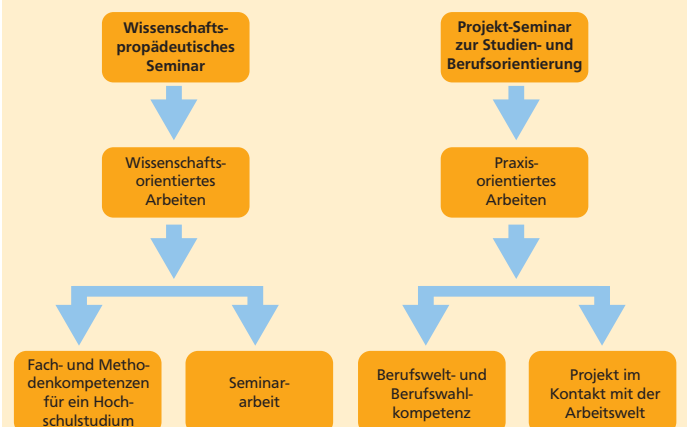 Wissenschafts-
propädeutisches
Seminar
Projekt-Seminar
zur Studien- und
Berufsorientierung
Wissenschafts-
orientiertes
Arbeiten
Praxis-
orientiertes
Arbeiten
Fach- und Metho-
denkompetenzen
für ein Hoch-
schulstudium
Seminar-
arbeit
Berufswelt- und
Berufswahl-
kompetenz
Projekt im
Kontakt mit der
Arbeitswelt